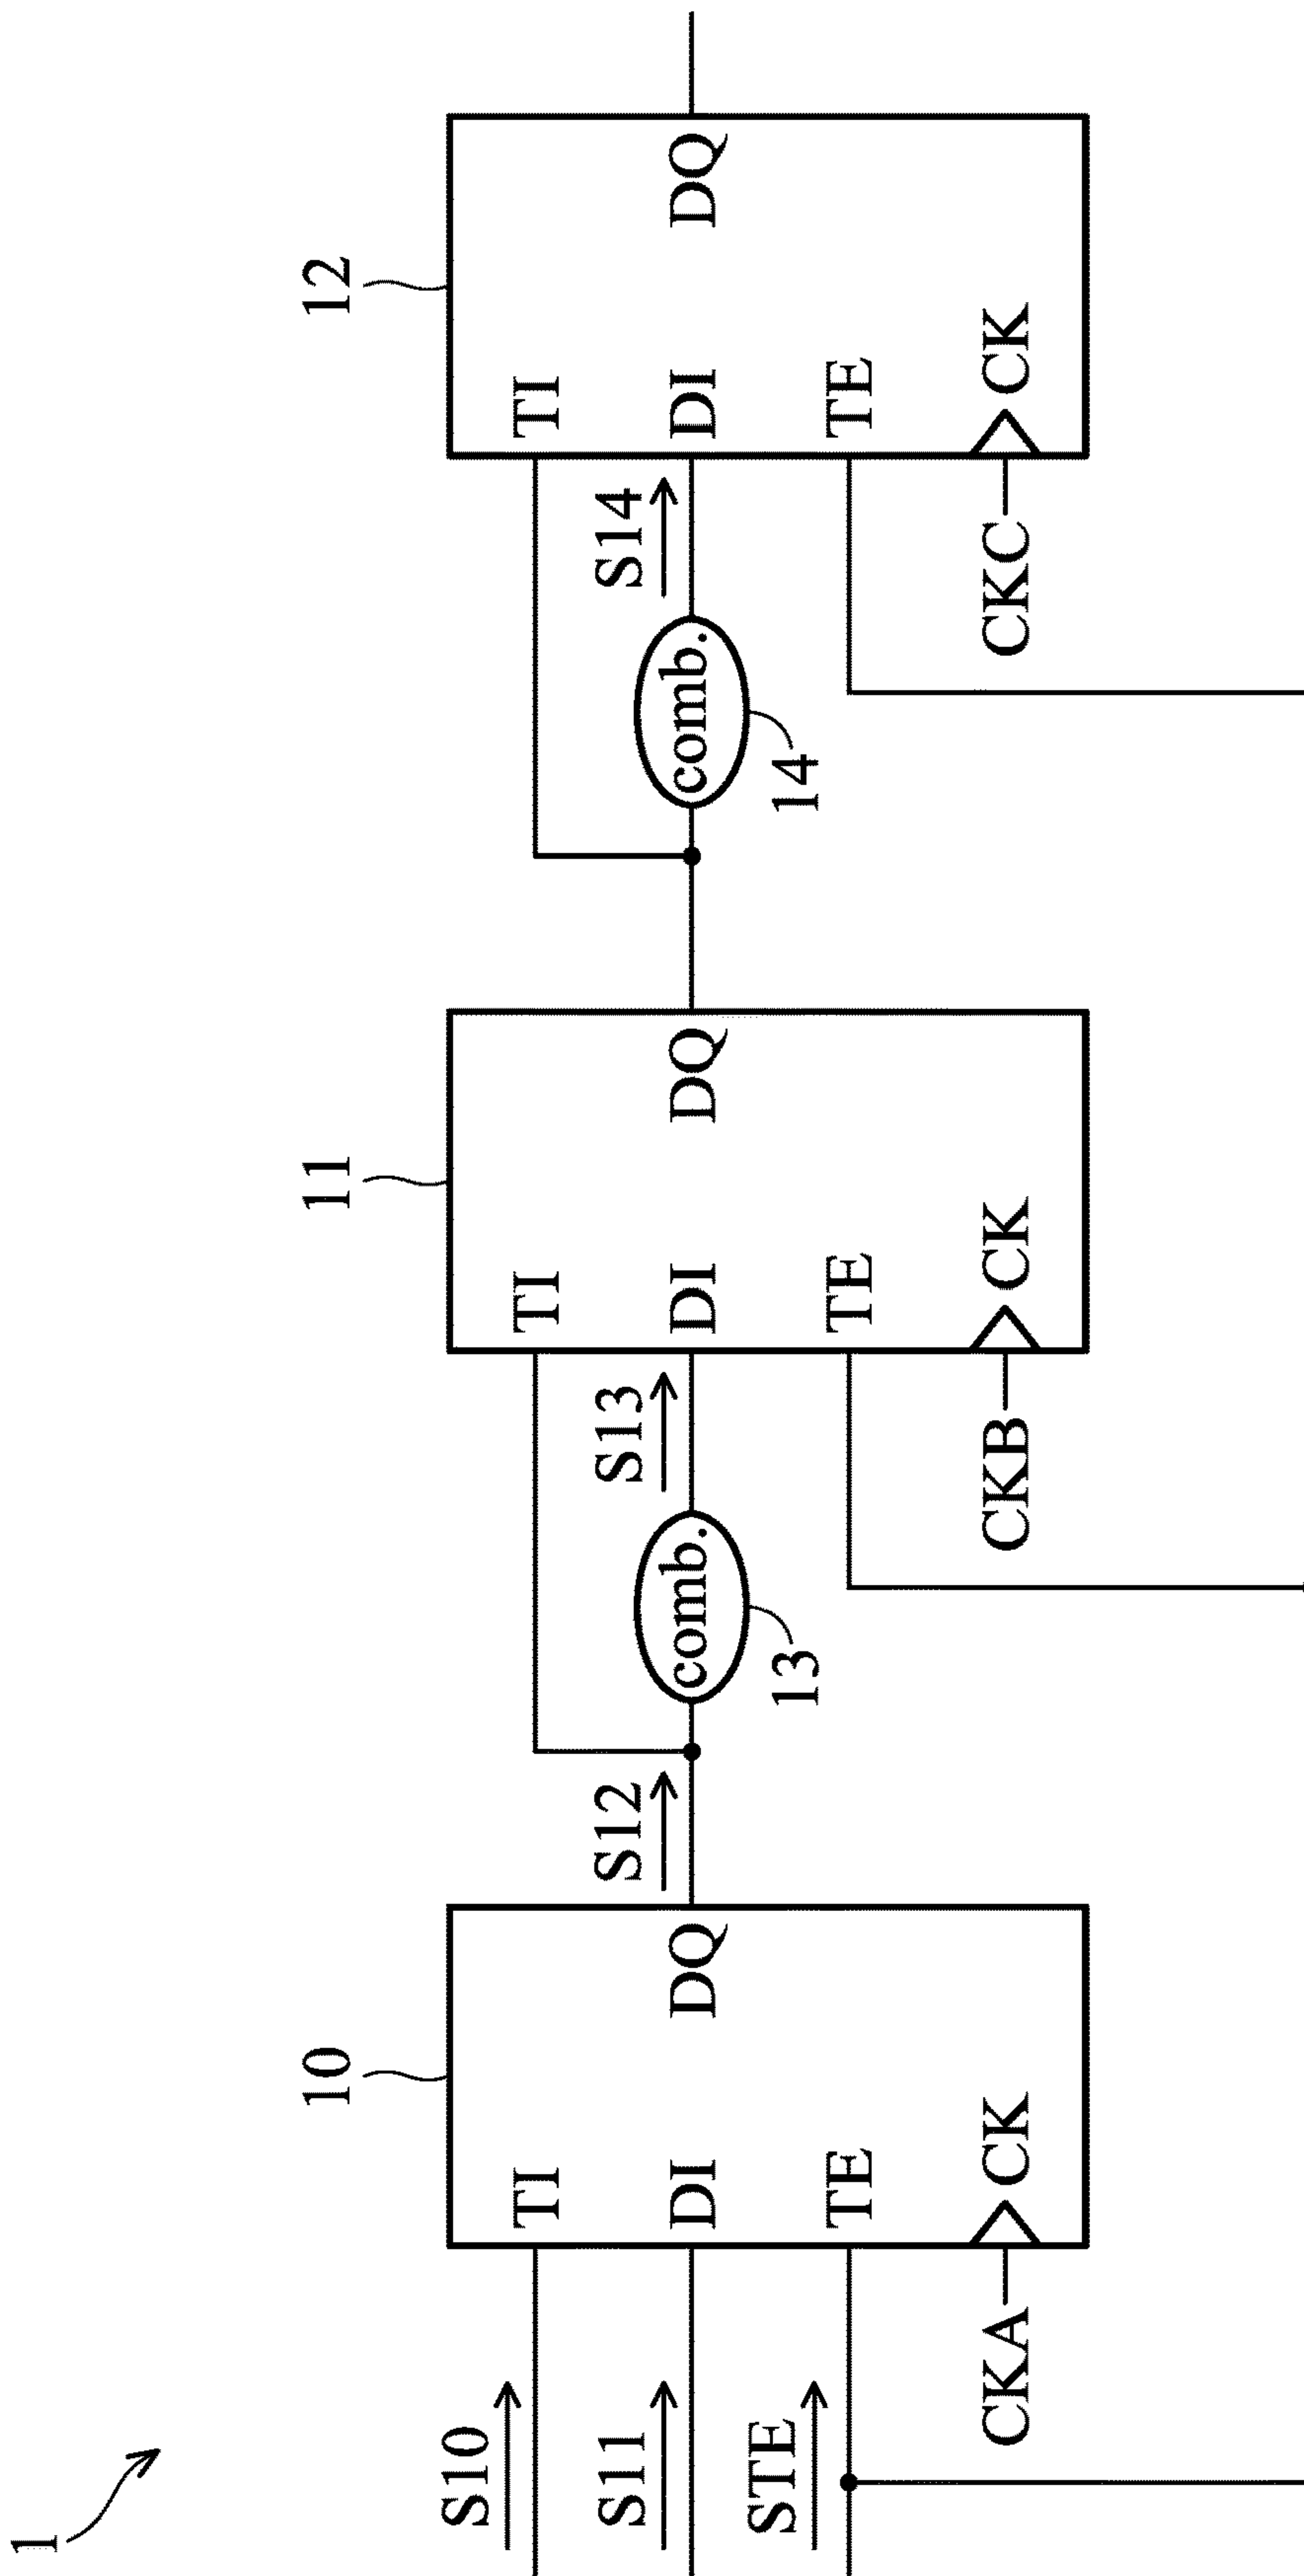 1
10
11
12
S10
TI
DQ
S11
DI
STE
TE
CKA
CK
S12
comb.
13
S13
TI
DI
DQ
TE
CKB
CK
comb.
14
S14
TI
DI
DQ
TE
CKC
CK